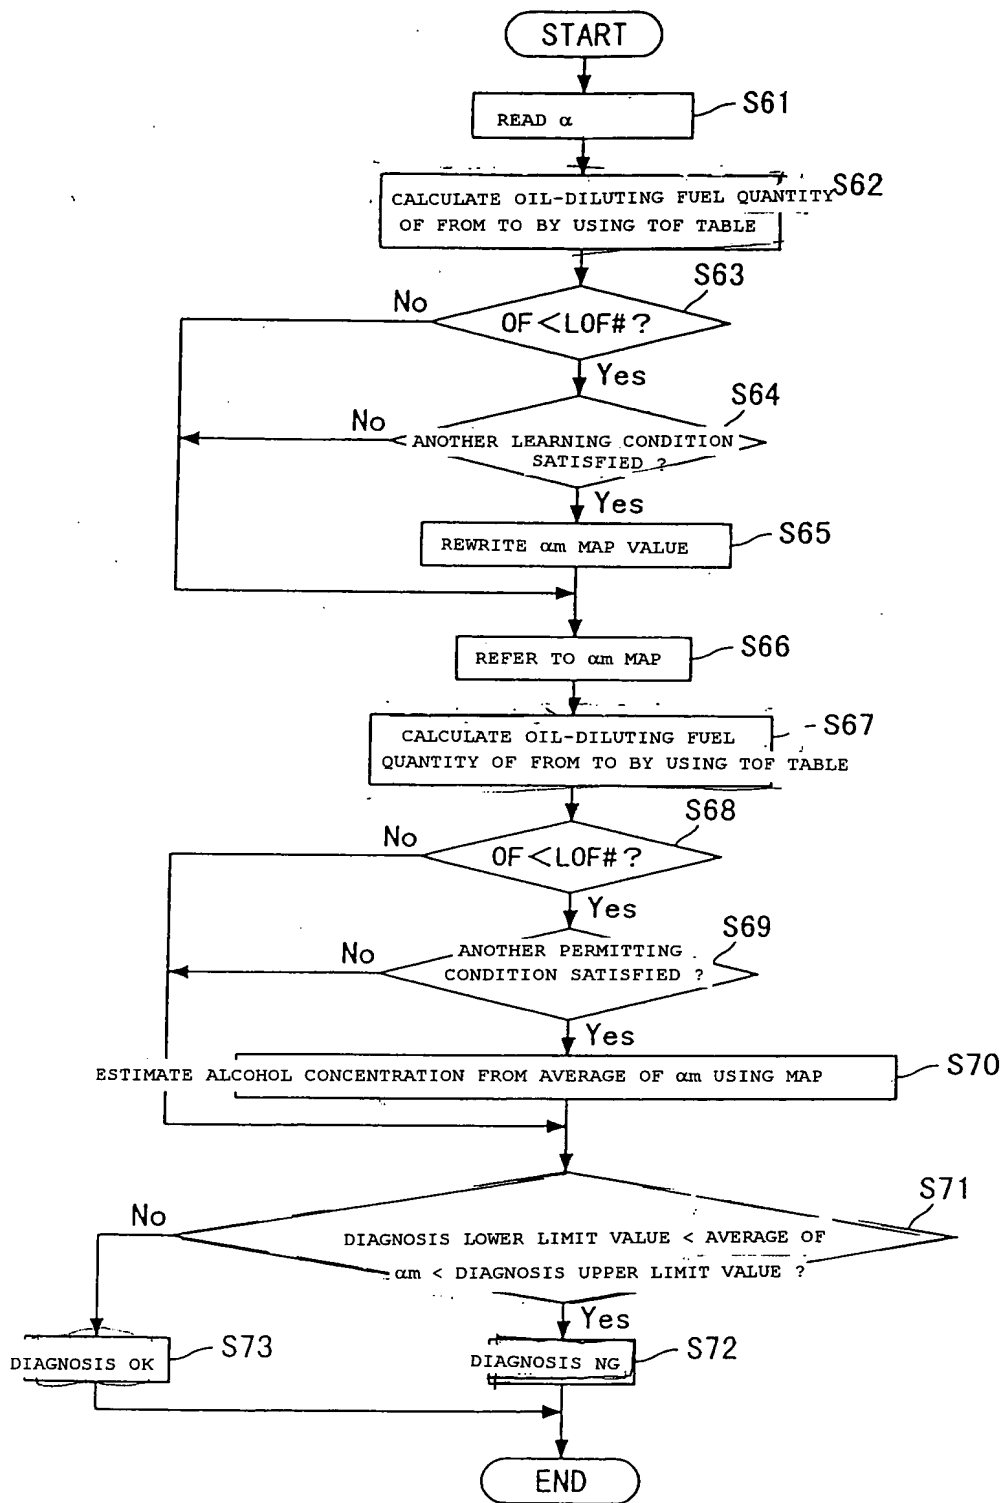 START
READ α
S61
CALCULATE OIL-DILUTING FUEL QUANTITY
OF FROM TO BY USING TOF TABLE
S62
S63
No
OF<LOF#?
Yes
S64
No
ANOTHER LEARNING CONDITION
SATISFIED ?
Yes
REWRITE αm MAP VALUE
S65
REFER TO αm MAP
S66
CALCULATE OIL-DILUTING FUEL
QUANTITY OF FROM TO BY USING TOF TABLE
S67
S68
No
OF<LOF#?
Yes
S69
No
ANOTHER PERMITTING
CONDITION SATISFIED ?
Yes
ESTIMATE ALCOHOL CONCENTRATION FROM AVERAGE OF αm USING MAP
S70
S71
No
DIAGNOSIS LOWER LIMIT VALUE < AVERAGE OF
αm < DIAGNOSIS UPPER LIMIT VALUE ?
Yes
DIAGNOSIS OK
S73
DIAGNOSIS NG
S72
END